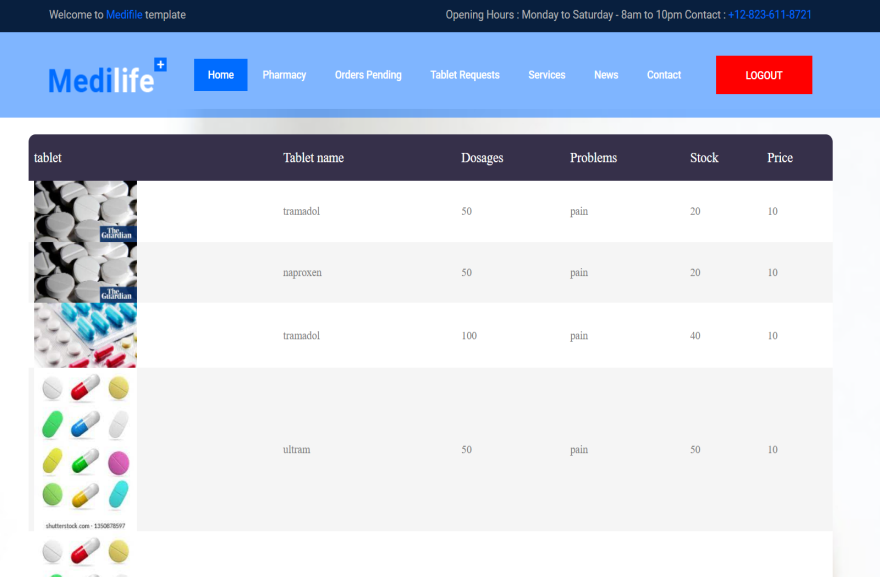 Welcome to Medifile template
Opening Hours : Monday to Saturday - 8am to 10pm Contact : +12-823-611-8721
Medilife+
Home Pharmacy Orders Pending Tablet Requests Services News Contact LOGOUT
tablet Tablet name Dosages Problems Stock Price
tramadol 50 pain 20 10
The Guardian
naproxen 50 pain 20 10
The Guardian
tramadol 100 pain 40 10
ultram 50 pain 50 10
shutterstock.com · 1350878597